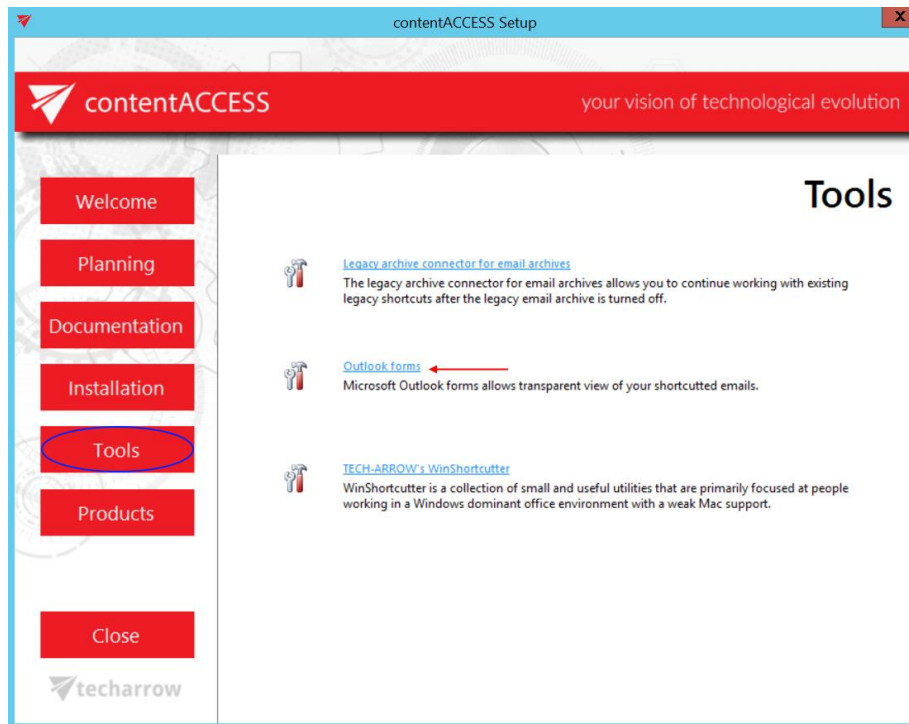 contentACCESS Setup
X
contentACCESS
your vision of technological evolution
Welcome
Planning
Documentation
Installation
Tools
Products
Close
techarrow
Tools
Legacy archive connector for email archives
The legacy archive connector for email archives allows you to continue working with existing
legacy shortcuts after the legacy email archive is turned off.
Outlook forms
Microsoft Outlook forms allows transparent view of your shortcutted emails.
TECH-ARROW's WinShortcutter
WinShortcutter is a collection of small and useful utilities that are primarily focused at people
working in a Windows dominant office environment with a weak Mac support.